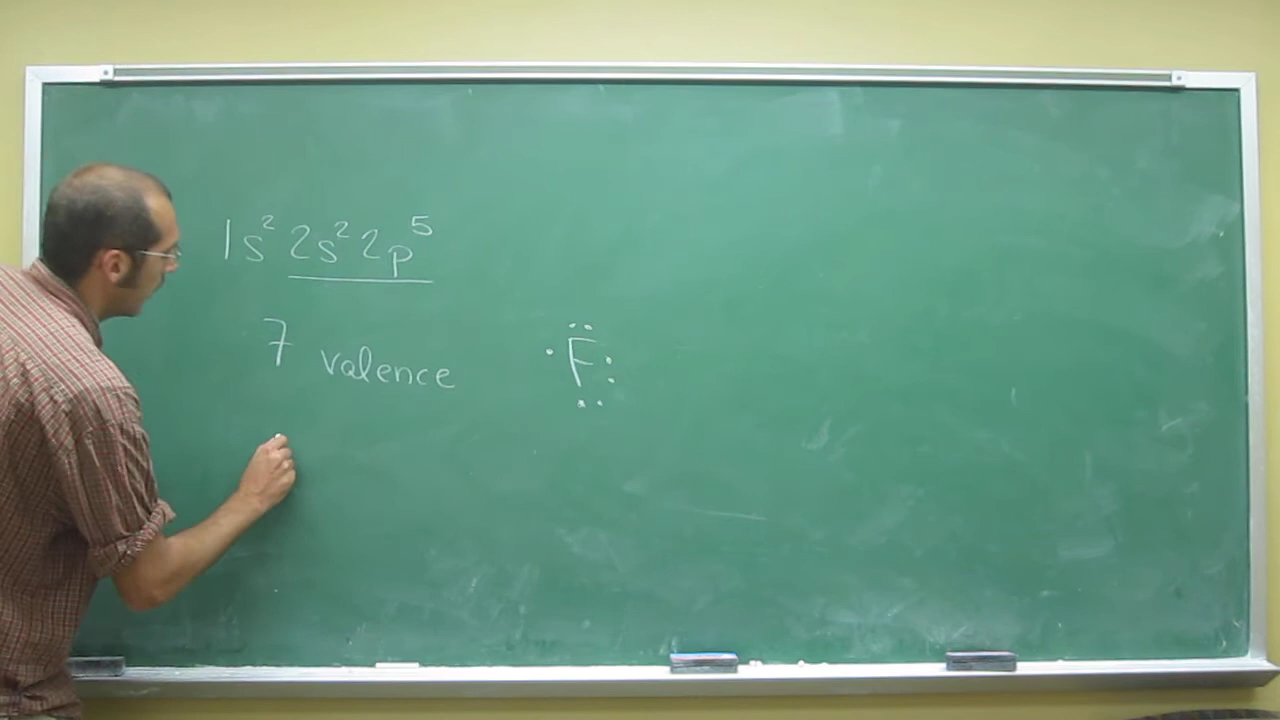 1s² 2s² 2p⁵
7 valence
F